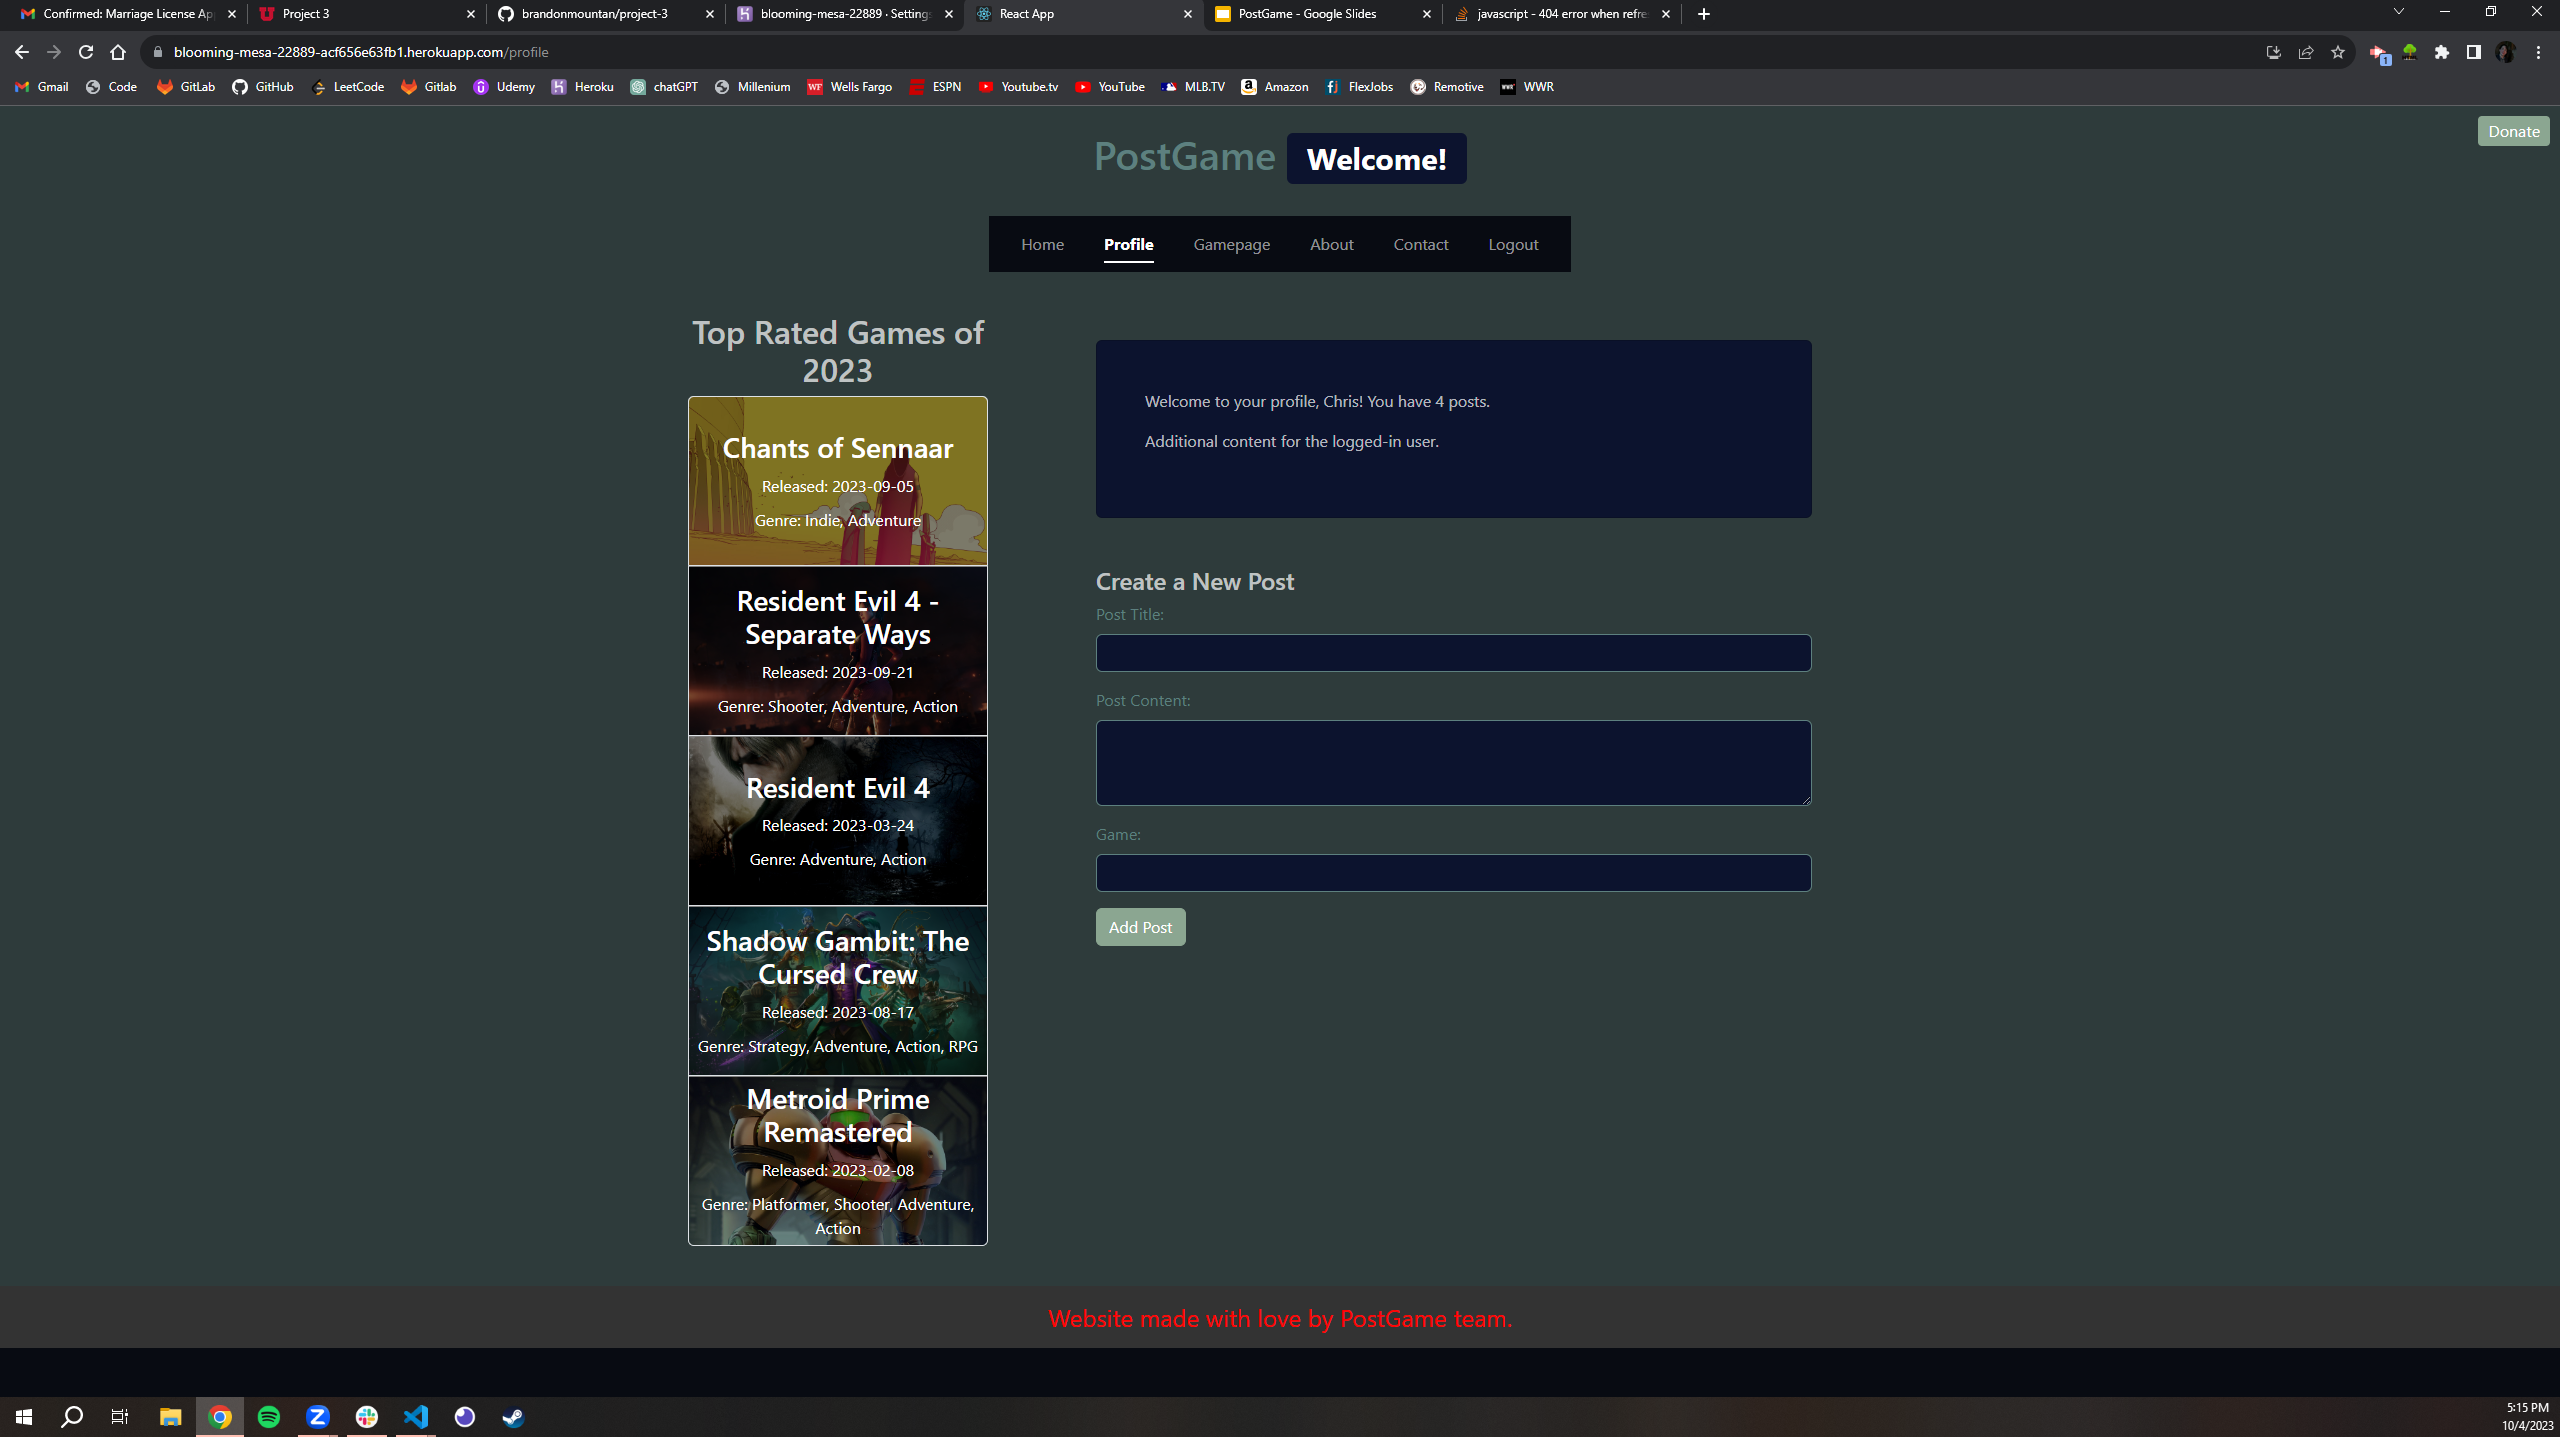 Confirmed: Marriage License Ap
Project 3
brandonmountan/project-3
blooming-mesa-22889 · Settings
React App
PostGame - Google Slides
javascript - 404 error when refre
blooming-mesa-22889-acf656e63fb1.herokuapp.com/profile
1
Gmail
Code
GitLab
GitHub
LeetCode
Gitlab
Udemy
Heroku
chatGPT
Millenium
WF
Wells Fargo
ESPN
Youtube.tv
YouTube
MLB.TV
Amazon
FlexJobs
Remotive
WWR
Donate
PostGame Welcome!
Home
Profile
Gamepage
About
Contact
Logout
Top Rated Games of
2023
Chants of Sennaar
Released: 2023-09-05
Genre: Indie, Adventure
Resident Evil 4 -
Separate Ways
Released: 2023-09-21
Genre: Shooter, Adventure, Action
Resident Evil 4
Released: 2023-03-24
Genre: Adventure, Action
Shadow Gambit: The
Cursed Crew
Released: 2023-08-17
Genre: Strategy, Adventure, Action, RPG
Metroid Prime
Remastered
Released: 2023-02-08
Genre: Platformer, Shooter, Adventure,
Action
Welcome to your profile, Chris! You have 4 posts.
Additional content for the logged-in user.
Create a New Post
Post Title:
Post Content:
Game:
Add Post
Website made with love by PostGame team.
5:15 PM
10/4/2023